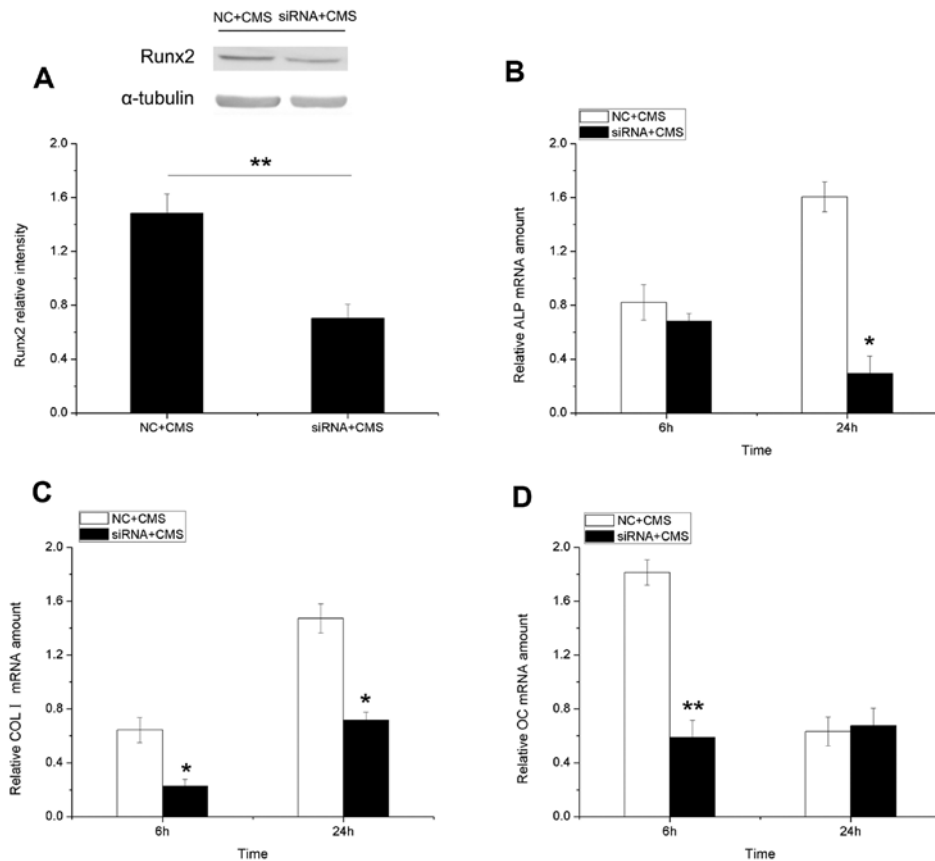 NC+CMS siRNA+CMS
Runx2
α-tubulin
A
2.0
1.6
1.2
0.8
0.4
0.0
Runx2 relative intensity
**
NC+CMS siRNA+CMS
B
NC+CMS
siRNA+CMS
2.0
1.6
1.2
0.8
0.4
0.0
Relative ALP mRNA amount
*
6h 24h
Time
C
NC+CMS
siRNA+CMS
2.0
1.6
1.2
0.8
0.4
0.0
Relative COL Ⅰ mRNA amount
*
*
6h 24h
Time
D
NC+CMS
siRNA+CMS
2.0
1.6
1.2
0.8
0.4
0.0
Relative OC mRNA amount
**
6h 24h
Time